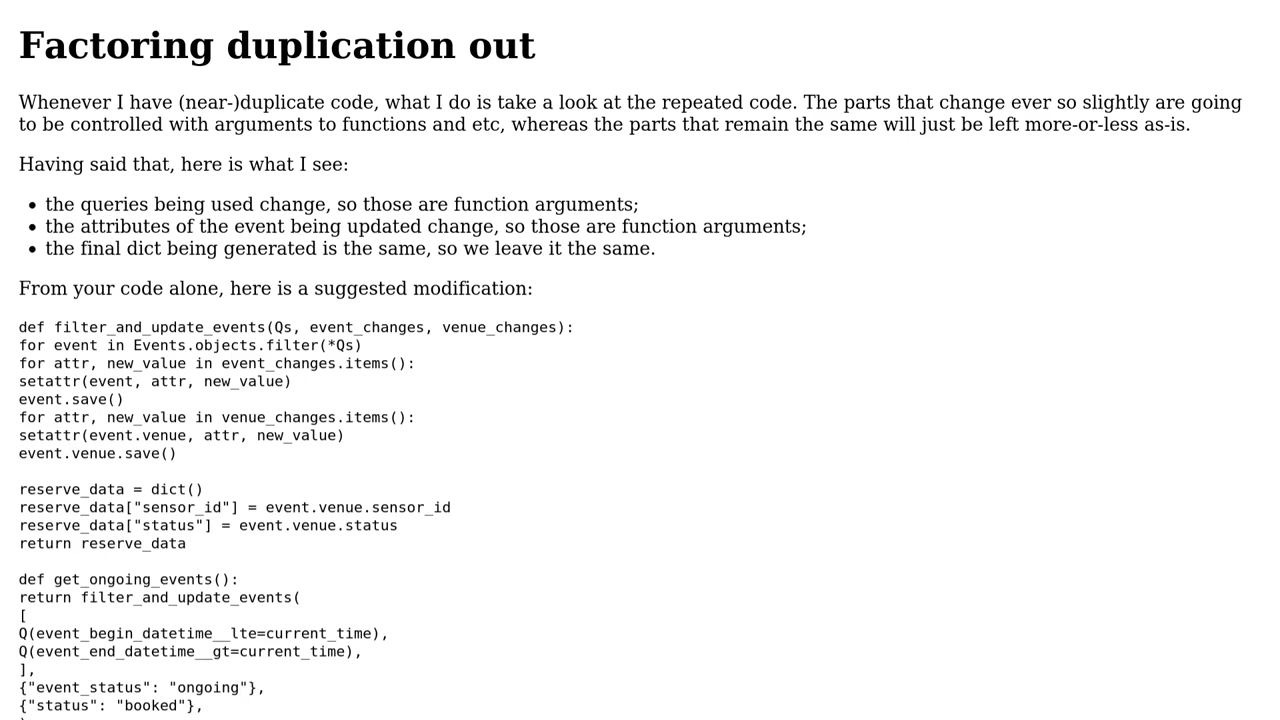 Factoring duplication out
Whenever I have (near-)duplicate code, what I do is take a look at the repeated code. The parts that change ever so slightly are going
to be controlled with arguments to functions and etc, whereas the parts that remain the same will just be left more-or-less as-is.
Having said that, here is what I see:
• the queries being used change, so those are function arguments;
• the attributes of the event being updated change, so those are function arguments;
• the final dict being generated is the same, so we leave it the same.
From your code alone, here is a suggested modification:
def filter_and_update_events(Qs, event_changes, venue_changes):
for event in Events.objects.filter(*Qs)
for attr, new_value in event_changes.items():
setattr(event, attr, new_value)
event.save()
for attr, new_value in venue_changes.items():
setattr(event.venue, attr, new_value)
event.venue.save()
reserve_data = dict()
reserve_data["sensor_id"] = event.venue.sensor_id
reserve_data["status"] = event.venue.status
return reserve_data
def get_ongoing_events():
return filter_and_update_events(
[
Q(event_begin_datetime__lte=current_time),
Q(event_end_datetime__gt=current_time),
],
{"event_status": "ongoing"},
{"status": "booked"},